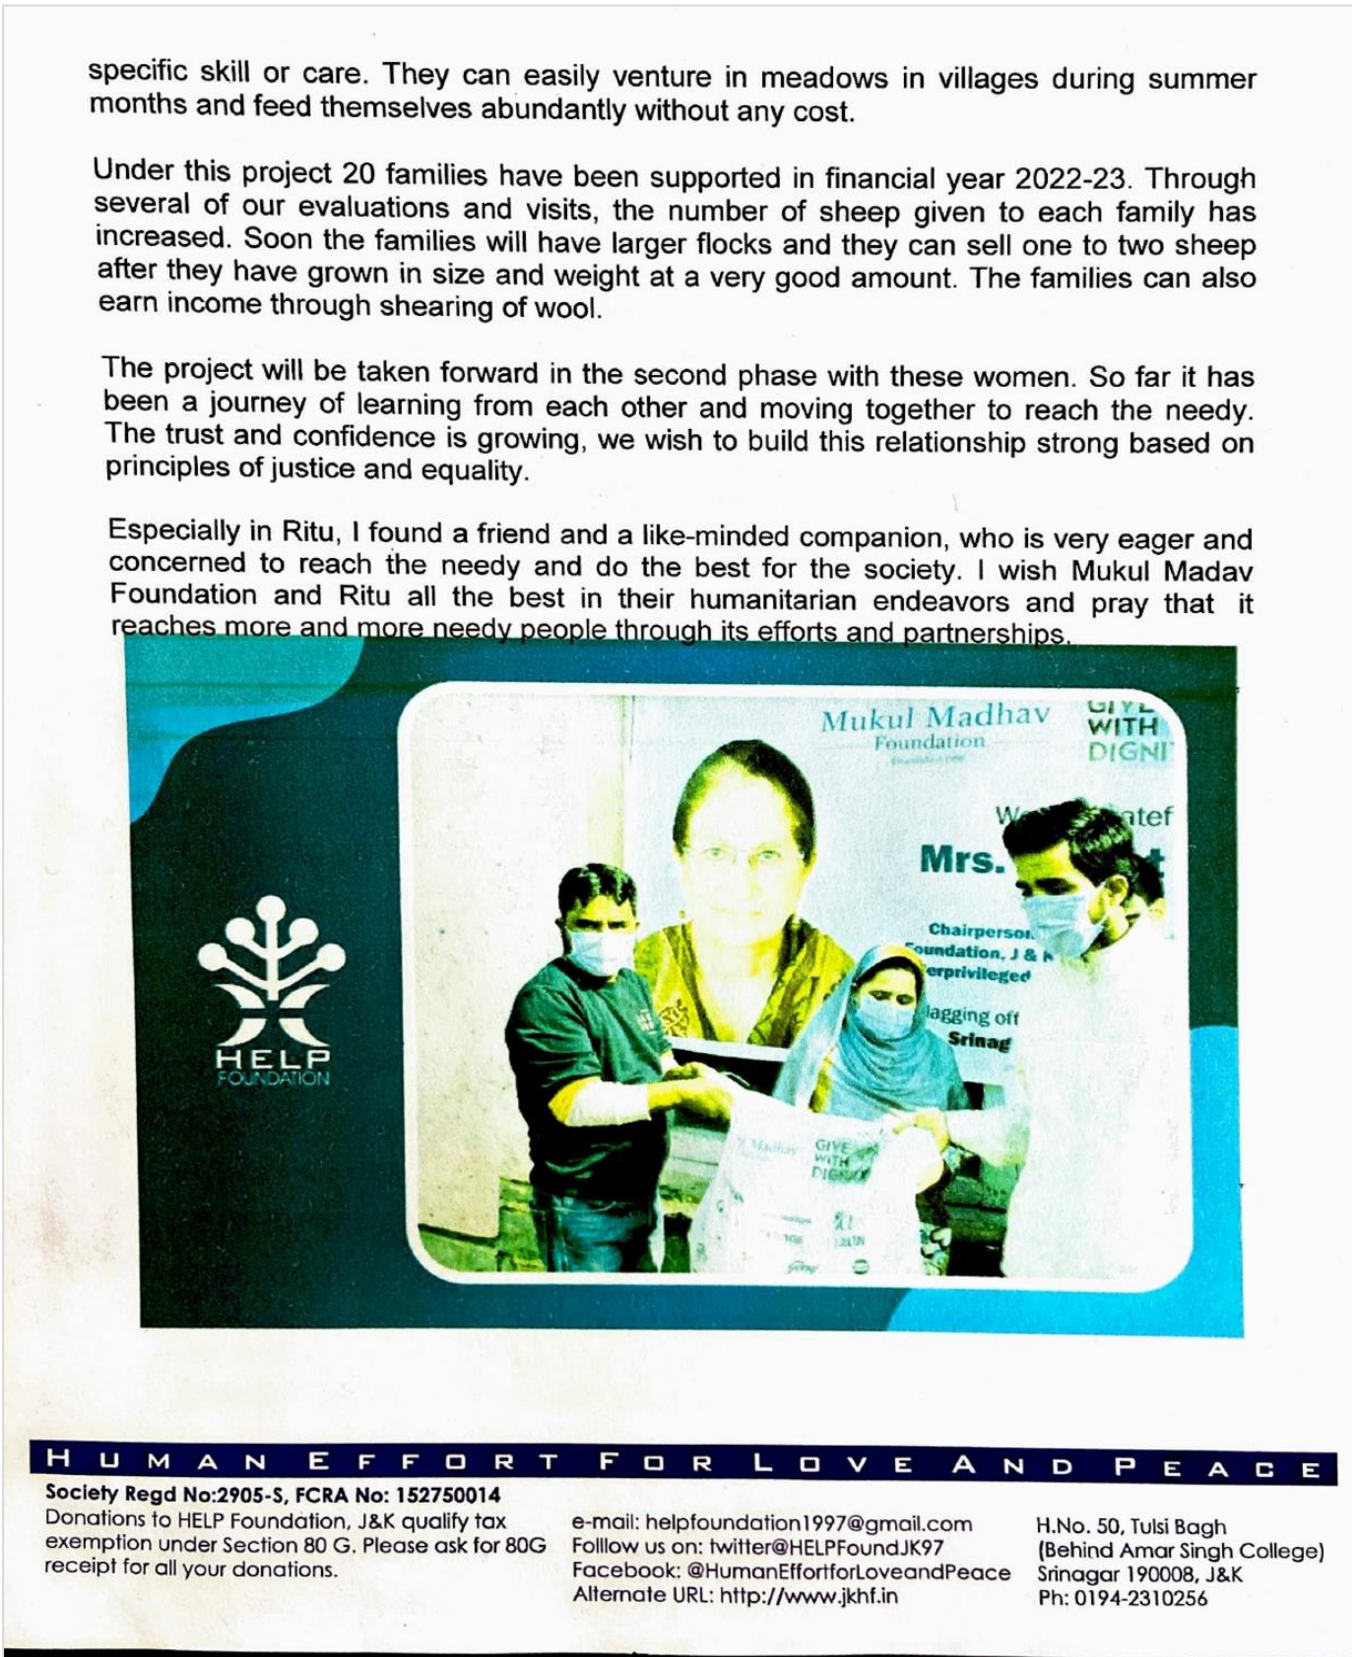 specific skill or care. They can easily venture in meadows in villages during summer
months and feed themselves abundantly without any cost.
Under this project 20 families have been supported in financial year 2022-23. Through
several of our evaluations and visits, the number of sheep given to each family has
increased. Soon the families will have larger flocks and they can sell one to two sheep
after they have grown in size and weight at a very good amount. The families can also
earn income through shearing of wool.
The project will be taken forward in the second phase with these women. So far it has
been a journey of learning from each other and moving together to reach the needy.
The trust and confidence is growing, we wish to build this relationship strong based on
principles of justice and equality.
Especially in Ritu, I found a friend and a like-minded companion, who is very eager and
concerned to reach the needy and do the best for the society. I wish Mukul Madav
Foundation and Ritu all the best in their humanitarian endeavors and pray that it
reaches more and more needy people through its efforts and partnerships.
Mukul Madhav
Foundation
GIVE
WITH
DIGNI
atef
Mrs.
Chairperson
Foundation, J &
erprivileged
lagging off
Srinag
HELP
FOUNDATION
Madhav
GIVE
WITH
DIGNITY
HUMAN EFFORT FOR LOVE AND PEACE
Society Regd No:2905-S, FCRA No: 152750014
Donations to HELP Foundation, J&K qualify tax
exemption under Section 80 G. Please ask for 80G
receipt for all your donations.
e-mail: helpfoundation1997@gmail.com
Folllow us on: twitter@HELPFoundJK97
Facebook: @HumanEffortforLoveandPeace
Alternate URL: http://www.jkhf.in
H.No. 50, Tulsi Bagh
(Behind Amar Singh College)
Srinagar 190008, J&K
Ph: 0194-2310256